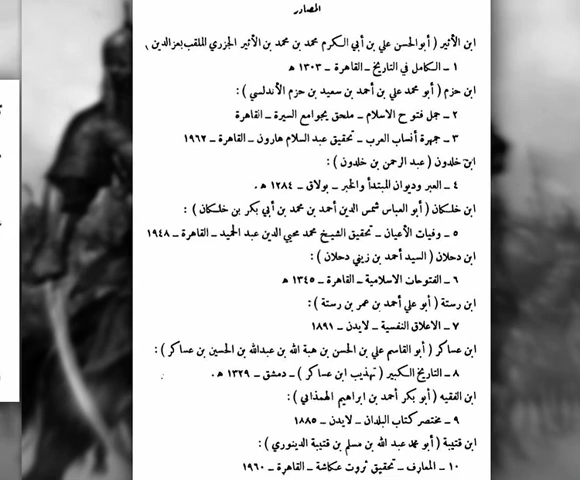 المصادر
ابن الأثير ( أبو الحسن علي بن أبي الكرم محمد بن محمد بن الأثير الجزري الملقب بعز الدين )
١ ـ الكامل في التاريخ ـ القاهرة ـ ١٣٠٣ ه
ابن حزم ( أبو محمد علي بن أحمد بن سعيد بن حزم الأندلسي ) :
٢ ـ جمل فتوح الاسلام ـ ملحق بجوامع السيرة ـ القاهرة
٣ ـ جمهرة أنساب العرب ـ تحقيق عبد السلام هارون ـ القاهرة ـ ١٩٦٢
ابن خلدون ( عبد الرحمن بن خلدون ) :
٤ ـ العبر وديوان المبتدأ والخبر ـ بولاق ـ ١٢٨٤ ه .
ابن خلكان ( أبو العباس شمس الدين أحمد بن محمد بن أبي بكر بن خلكان ) :
٥ ـ وفيات الأعيان ـ تحقيق الشيخ محمد محيي الدين عبد الحميد ـ القاهرة ـ ١٩٤٨
ابن دحلان ( السيد أحمد بن زيني دحلان ) :
٦ ـ الفتوحات الاسلامية ـ القاهرة ـ ١٣٤٥ ه
ابن رستة ( أبو علي أحمد بن عمر بن رستة ) :
٧ ـ الاعلاق النفسية ـ لايدن ـ ١٨٩١
ابن عساكر ( أبو القاسم علي بن الحسن بن هبة الله بن عبدالله بن الحسين بن عساكر ) :
٨ ـ التاريخ الكبير ( تهذيب ابن عساكر ) ـ دمشق ـ ١٣٢٩ ه .
ابن الفقيه ( أبو بكر أحمد بن ابراهيم الهمذاني ) :
٩ ـ مختصر كتاب البلدان ـ لايدن ـ ١٨٨٥
ابن قتيبة ( أبو محمد عبد الله بن مسلم بن قتيبة الدينوري ) :
١٠ ـ المعارف ـ تحقيق ثروت عكاشة ـ القاهرة ـ ١٩٦٠